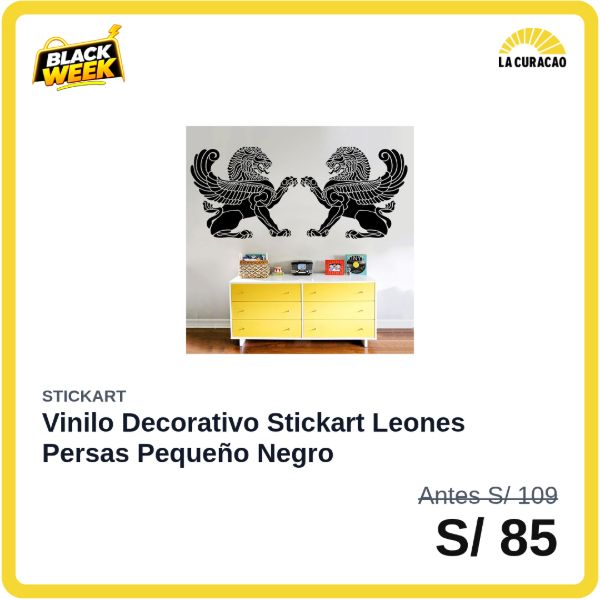 BLACK
WEEK
LA CURACAO
STICKART
Vinilo Decorativo Stickart Leones
Persas Pequeño Negro
Antes S/ 109
S/ 85